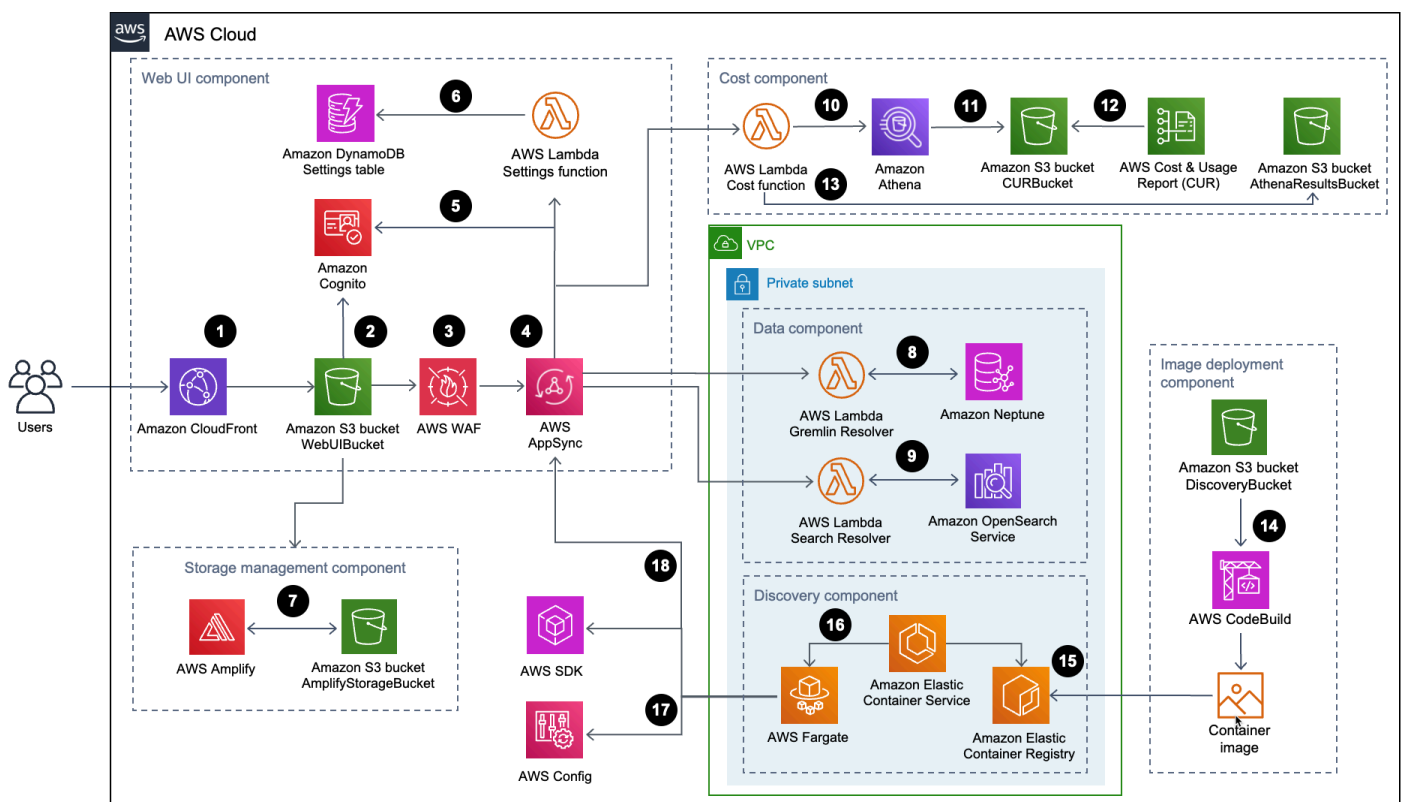 aws
AWS Cloud
Web UI component
6
Amazon DynamoDB
Settings table
AWS Lambda
Settings function
5
Amazon
Cognito
1
2
3
4
Users
Amazon CloudFront
Amazon S3 bucket
WebUIBucket
AWS WAF
AWS
AppSync
Cost component
10
11
12
AWS Lambda
Cost function
Amazon
Athena
Amazon S3 bucket
CURBucket
AWS Cost & Usage
Report (CUR)
Amazon S3 bucket
AthenaResultsBucket
13
VPC
Private subnet
Data component
8
AWS Lambda
Gremlin Resolver
Amazon Neptune
9
AWS Lambda
Search Resolver
Amazon OpenSearch
Service
Image deployment
component
Amazon S3 bucket
DiscoveryBucket
14
AWS CodeBuild
Container
image
Storage management component
7
AWS Amplify
Amazon S3 bucket
AmplifyStorageBucket
18
AWS SDK
17
AWS Config
Discovery component
16
15
Amazon Elastic
Container Service
AWS Fargate
Amazon Elastic
Container Registry